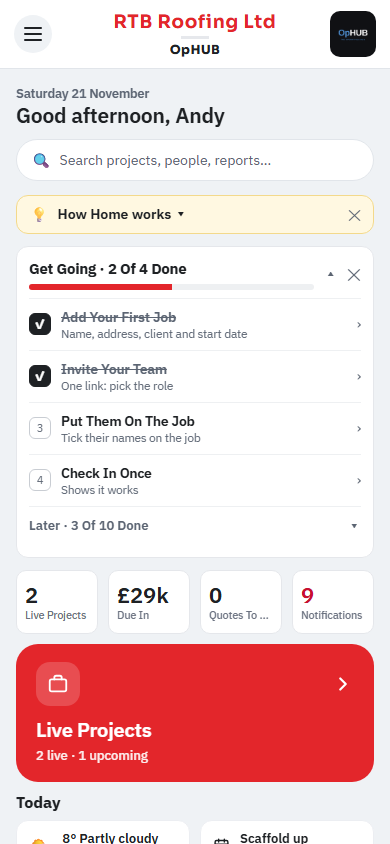 RTB Roofing Ltd
OpHUB
OpHUB
Saturday 21 November
Good afternoon, Andy
Search projects, people, reports...
How Home works
Get Going · 2 Of 4 Done
Add Your First Job
Name, address, client and start date
Invite Your Team
One link: pick the role
3
Put Them On The Job
Tick their names on the job
4
Check In Once
Shows it works
Later · 3 Of 10 Done
2
Live Projects
£29k
Due In
0
Quotes To ...
9
Notifications
Live Projects
2 live · 1 upcoming
Today
8° Partly cloudy
Scaffold up